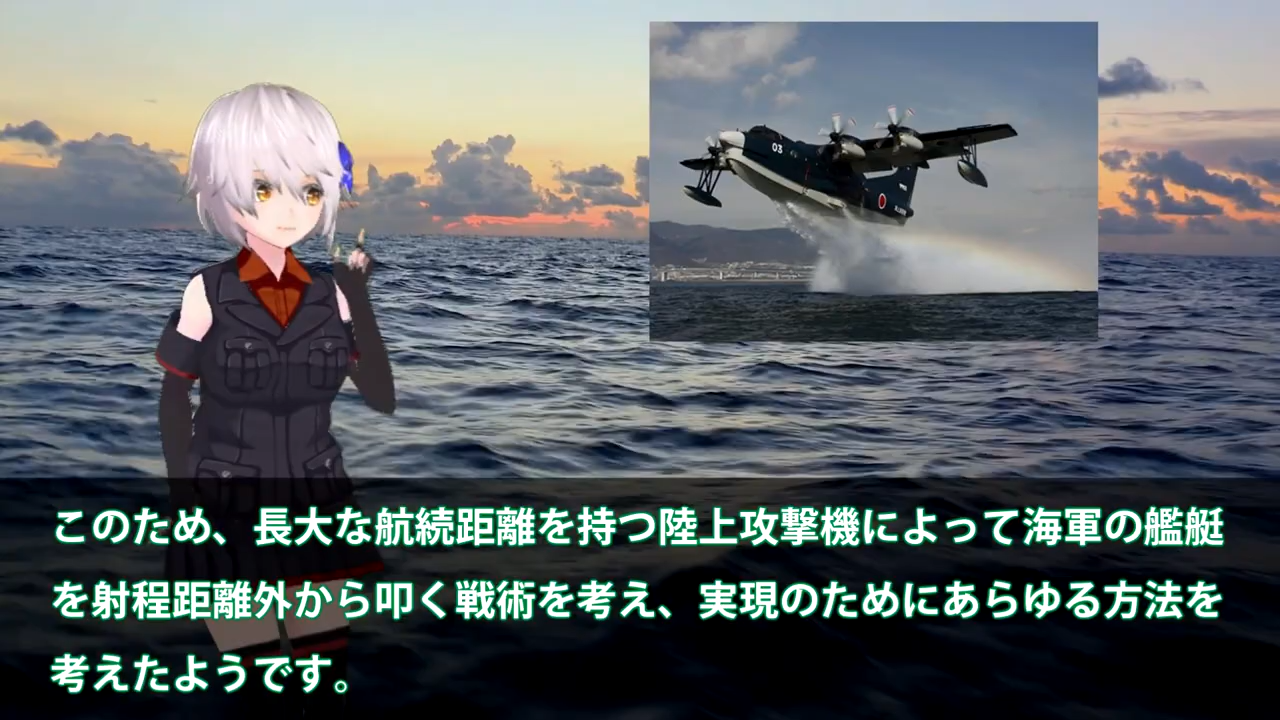 03
このため、長大な航続距離を持つ陸上攻撃機によって海軍の艦艇
を射程距離外から叩く戦術を考え、実現のためにあらゆる方法を
考えたようです。